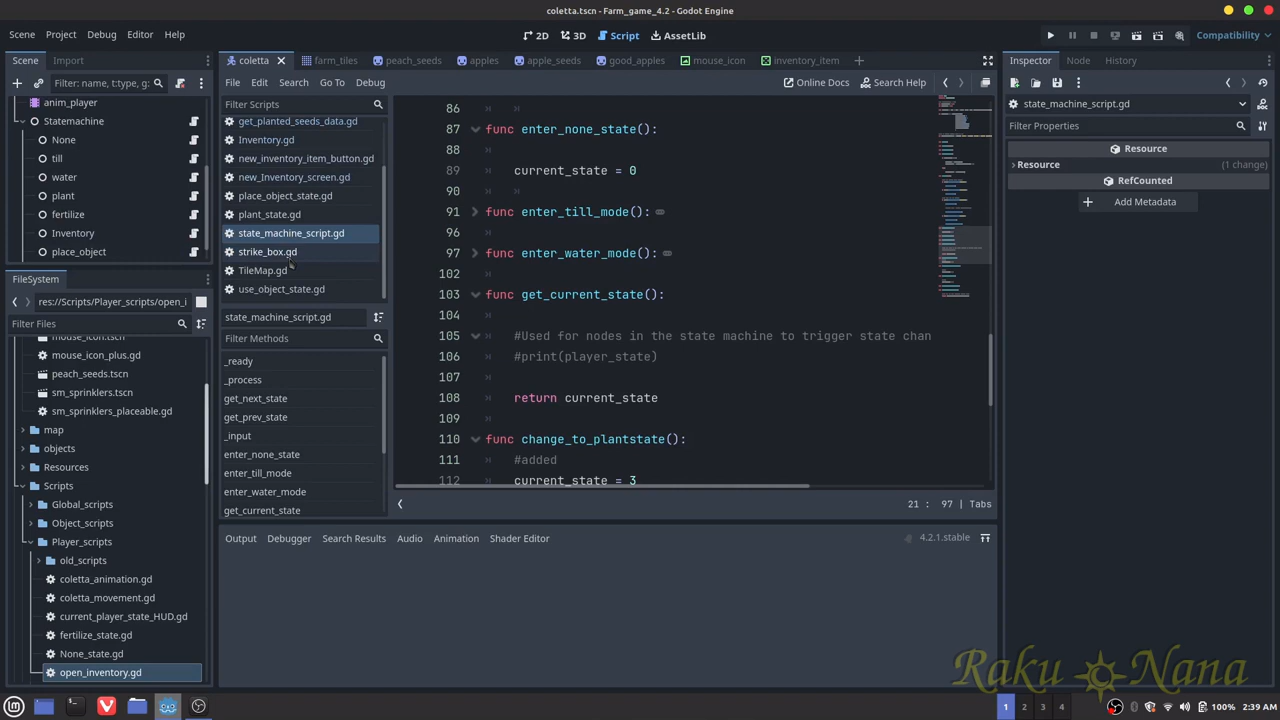 coletta.tscn - Farm_game_4.2 - Godot Engine
Scene Project Debug Editor Help
2D 3D Script AssetLib
Compatibility
Scene Import
coletta farm_tiles peach_seeds apples apple_seeds good_apples mouse_icon inventory_item
Inspector Node History
Filter: name, t:type, g:
File Edit Search Go To Debug
Online Docs Search Help
anim_player
Statemachine
None
till
water
plant
fertilize
Inventory
place_object
FileSystem
res://Scripts/Player_scripts/open_i
Filter Files
mouse_icon.tscn
mouse_icon_plus.gd
peach_seeds.tscn
sm_sprinklers.tscn
sm_sprinklers_placeable.gd
map
objects
Resources
Scripts
Global_scripts
Object_scripts
Player_scripts
old_scripts
coletta_animation.gd
coletta_movement.gd
current_player_state_HUD.gd
fertilize_state.gd
None_state.gd
open_inventory.gd
Filter Scripts
get_planted_seeds_data.gd
Inventory.gd
new_inventory_item_button.gd
new_Inventory_screen.gd
_object_state.gd
_state.gd
_machine_script.gd
_box.gd
Map.gd
use_object_state.gd
state_machine_script.gd
Filter Methods
_ready
_process
get_next_state
get_prev_state
_input
enter_none_state
enter_till_mode
enter_water_mode
get_current_state
86
87 func enter_none_state():
88
89 current_state = 0
90
91 func enter_till_mode():
96
97 func enter_water_mode():
102
103 func get_current_state():
104
105 #Used for nodes in the state machine to trigger state chan
106 #print(player_state)
107
108 return current_state
109
110 func change_to_plantstate():
111 #added
112 current_state = 3
21 : 97 | Tabs
Output Debugger Search Results Audio Animation Shader Editor
4.2.1.stable
state_machine_script.gd
Filter Properties
Resource
Resource (1 change)
RefCounted
Add Metadata
Raku Nana
1 2 3 4
100% 2:39 AM